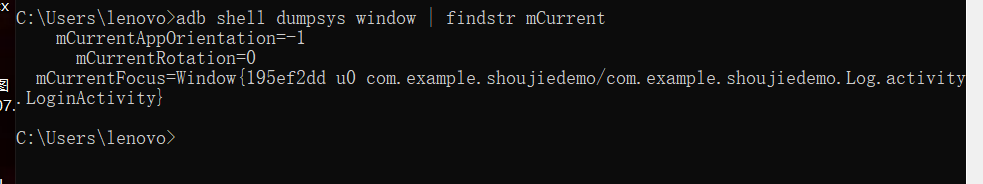 cx
C:\Users\lenovo>adb shell dumpsys window | findstr mCurrent
mCurrentAppOrientation=-1
mCurrentRotation=0
mCurrentFocus=Window{195ef2dd u0 com.example.shoujiedemo/com.example.shoujiedemo.Log.activity
图
07.
.LoginActivity}
C:\Users\lenovo>